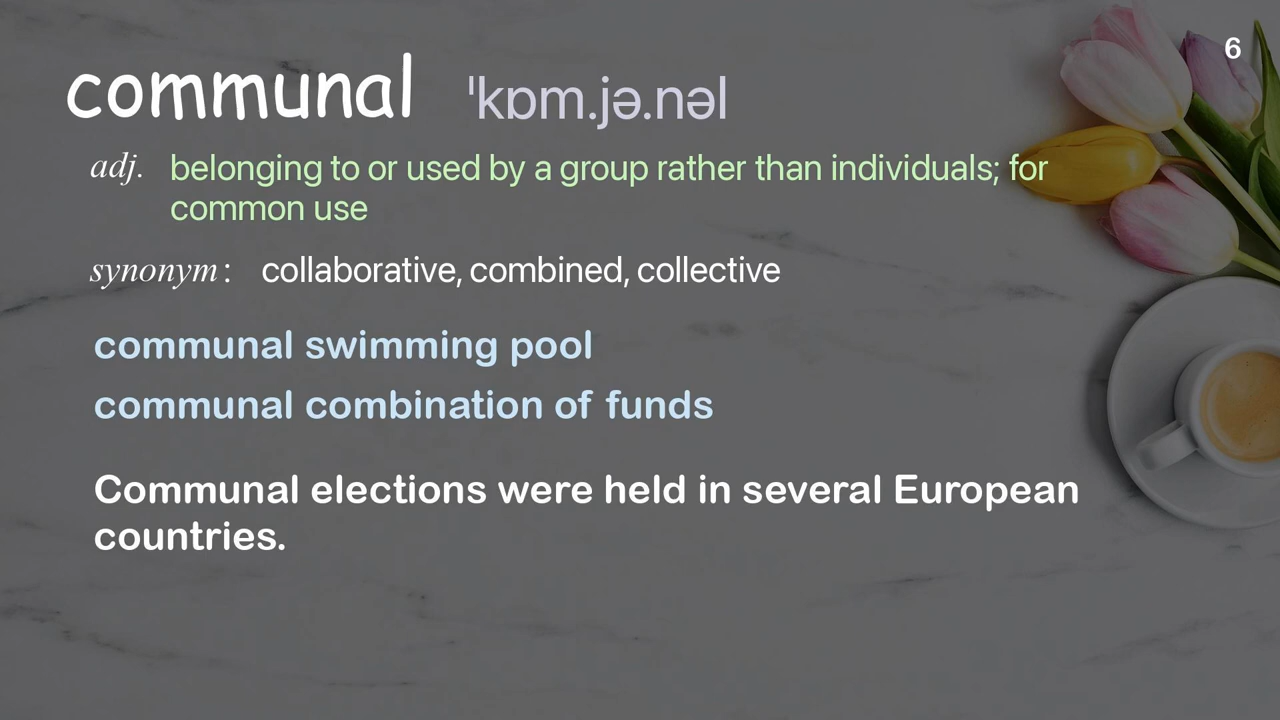 6
communal ˈkɒm.jə.nəl
adj. belonging to or used by a group rather than individuals; for
common use
synonym: collaborative, combined, collective
communal swimming pool
communal combination of funds
Communal elections were held in several European
countries.